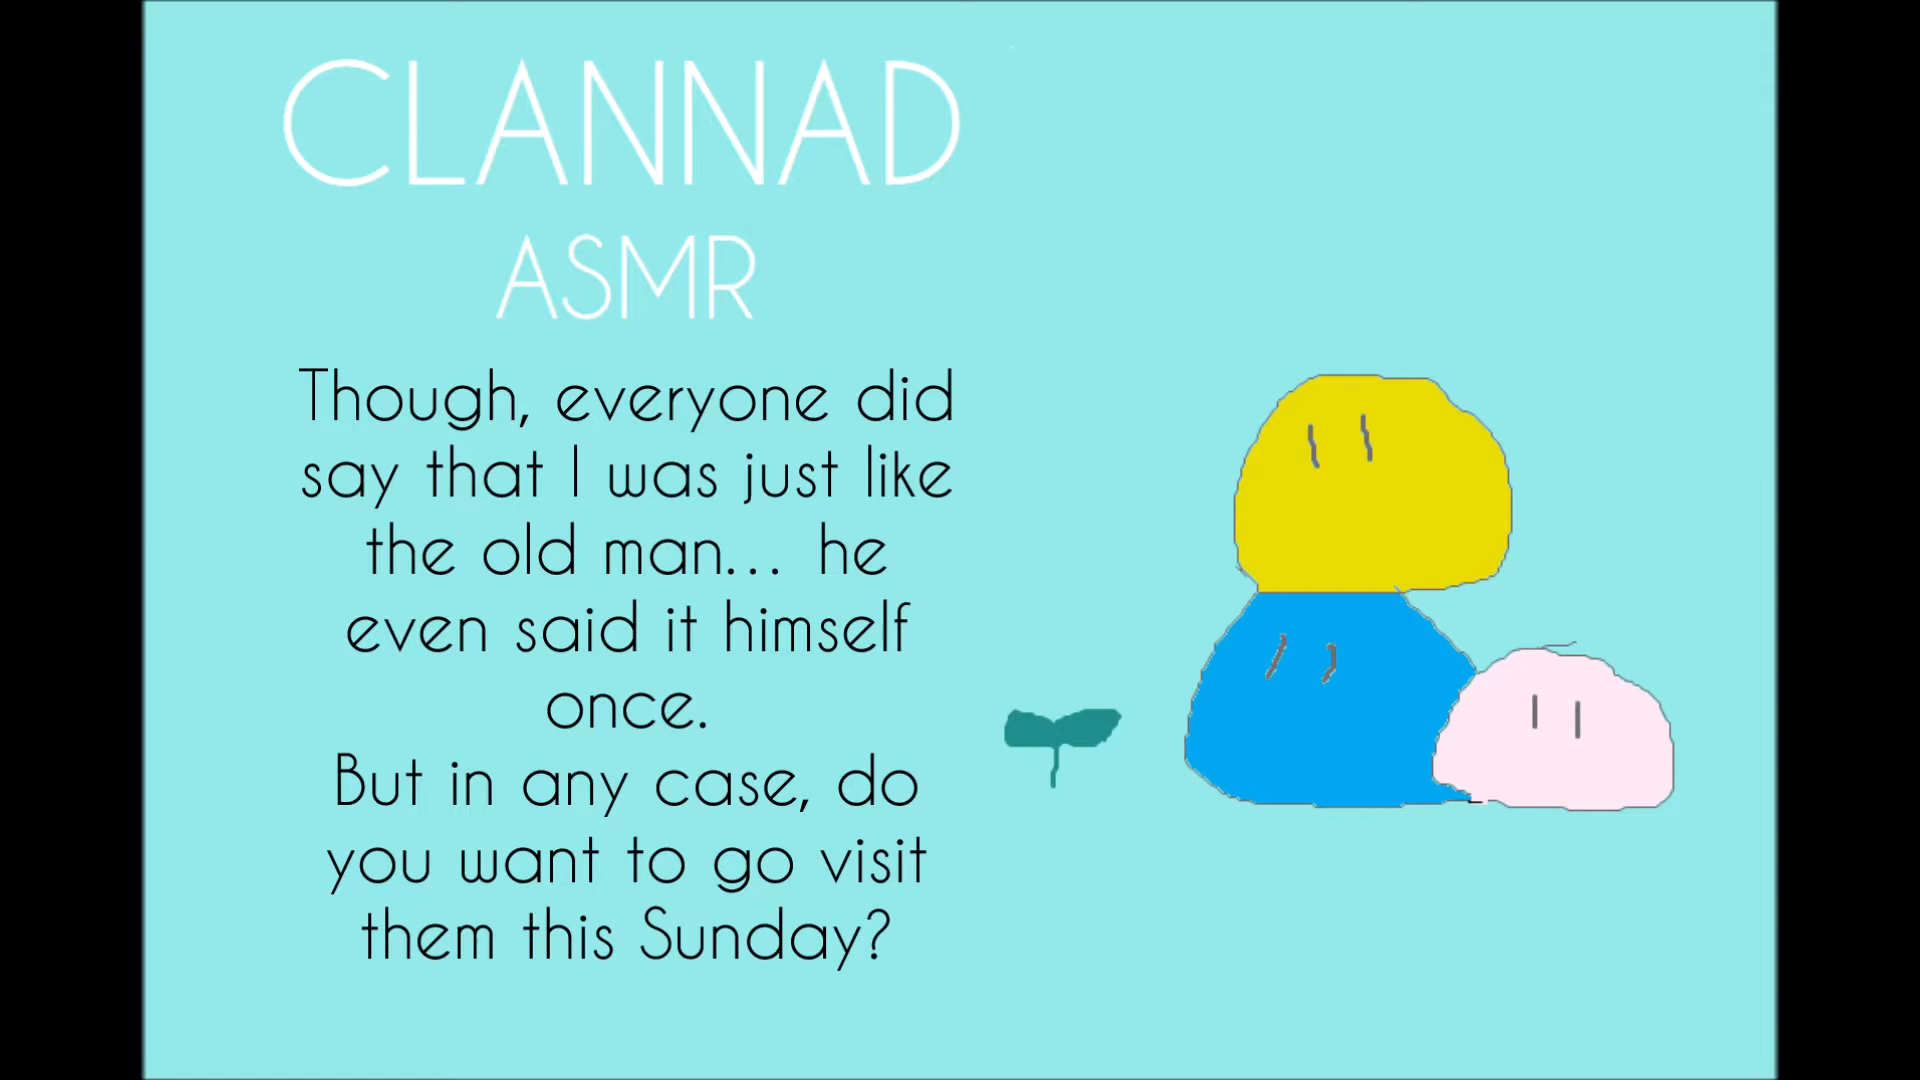 CLANNAD
ASMR
Though, everyone did
say that I was just like
the old man... he
even said it himself
once.
But in any case, do
you want to go visit
them this Sunday?